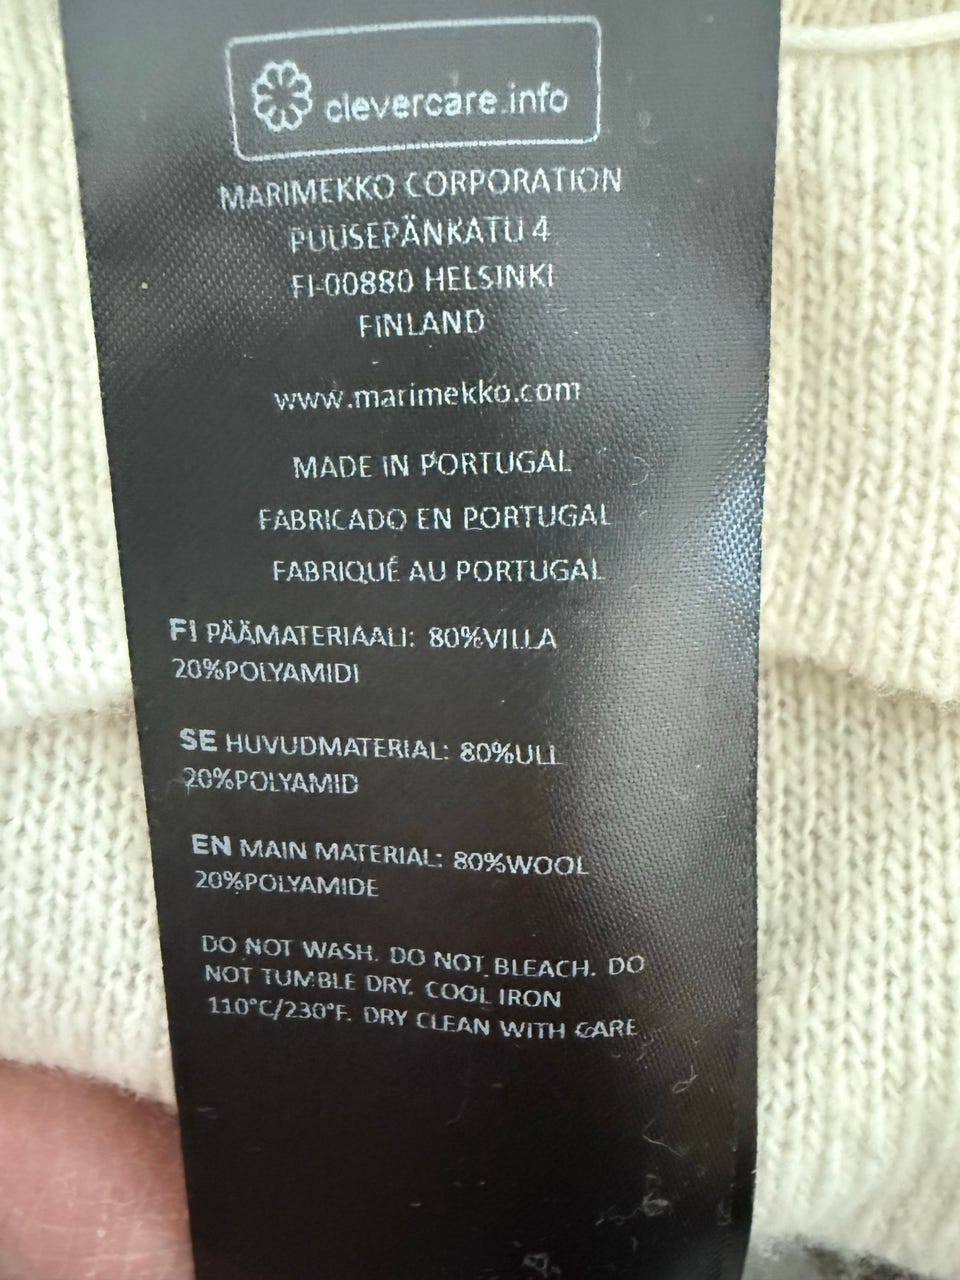 clevercare.info
MARIMEKKO CORPORATION
PUUSEPÄNKATU 4
FI-00880 HELSINKI
FINLAND
www.marimekko.com
MADE IN PORTUGAL
FABRICADO EN PORTUGAL
FABRIQUÉ AU PORTUGAL
FI PÄÄMATERIAALI: 80%VILLA
20%POLYAMIDI
SE HUVUDMATERIAL: 80%ULL
20%POLYAMID
EN MAIN MATERIAL: 80%WOOL
20%POLYAMIDE
DO NOT WASH. DO NOT BLEACH. DO
NOT TUMBLE DRY. COOL IRON
110°C/230°F. DRY CLEAN WITH CARE